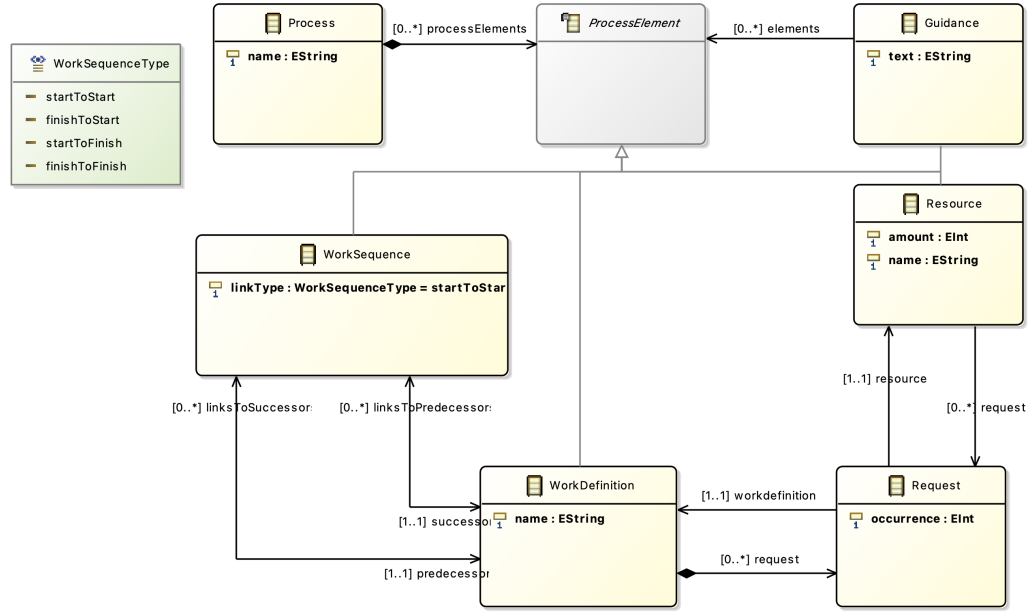 Process
name : EString
[0..*] processElements
ProcessElement
[0..*] elements
Guidance
text : EString
WorkSequenceType
startToStart
finishToStart
startToFinish
finishToFinish
Resource
amount : EInt
name : EString
WorkSequence
linkType : WorkSequenceType = startToStar
[1..1] resource
[0..*] request
[0..*] linksToSuccessor
[0..*] linksToPredecessor
WorkDefinition
name : EString
[1..1] successor
[1..1] predecessor
[1..1] workdefinition
[0..*] request
Request
occurrence : EInt